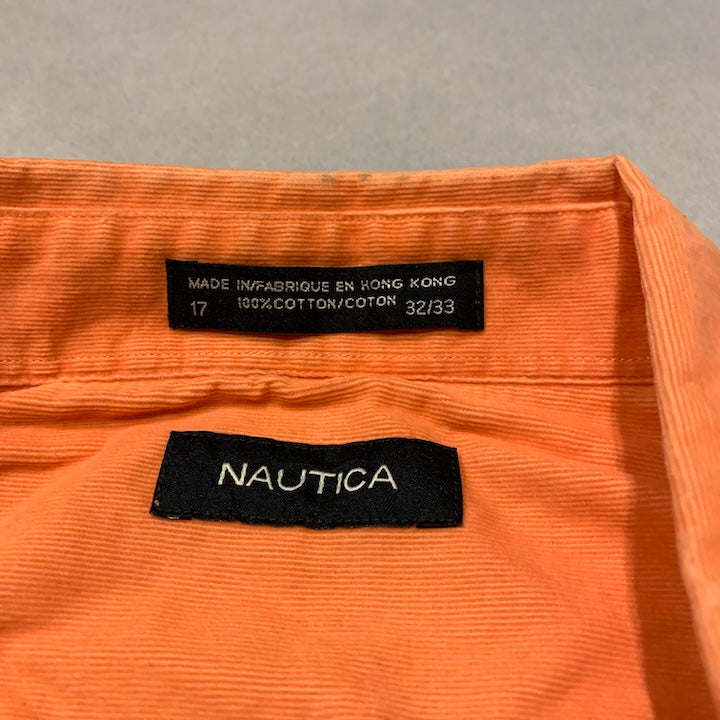 MADE IN/FABRIQUE EN HONG KONG
17 100%COTTON/COTON 32/33
NAUTICA